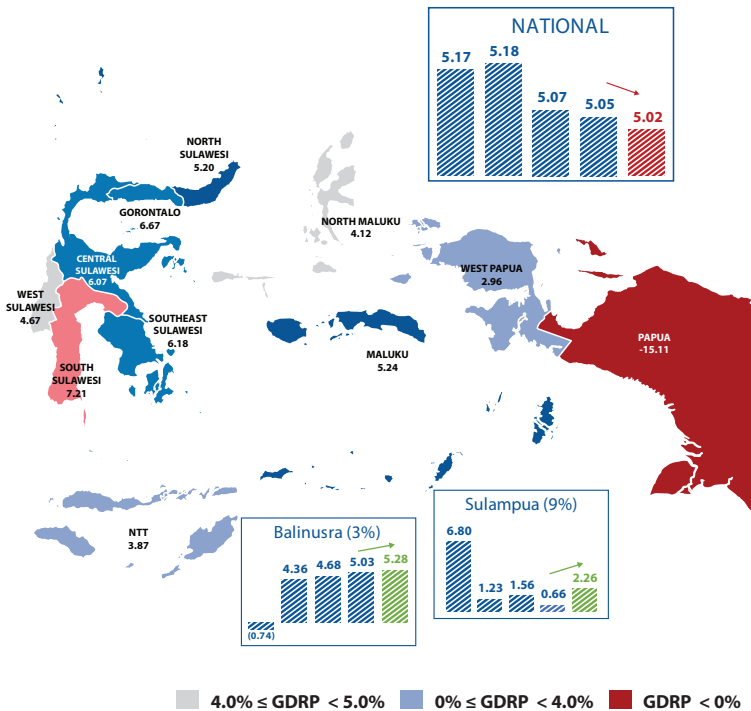 NATIONAL
5.17
5.18
5.07
5.05
5.02
NORTH
SULAWESI
5.20
GORONTALO
6.67
NORTH MALUKU
4.12
CENTRAL
SULAWESI
6.07
WEST PAPUA
2.96
WEST
SULAWESI
4.67
SOUTHEAST
SULAWESI
6.18
PAPUA
-15.11
MALUKU
5.24
SOUTH
SULAWESI
7.21
NTT
3.87
Balinusra (3%)
(0.74)
4.36
4.68
5.03
5.28
Sulampua (9%)
6.80
1.23
1.56
0.66
2.26
4.0% ≤ GDRP < 5.0%
0% ≤ GDRP < 4.0%
GDRP < 0%